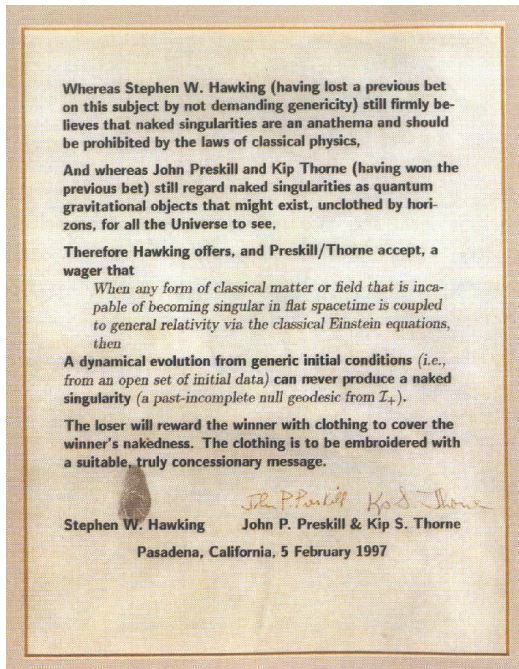 Whereas Stephen W. Hawking (having lost a previous bet
on this subject by not demanding genericity) still firmly be-
lieves that naked singularities are an anathema and should
be prohibited by the laws of classical physics,
And whereas John Preskill and Kip Thorne (having won the
previous bet) still regard naked singularities as quantum
gravitational objects that might exist, unclothed by hori-
zons, for all the Universe to see,
Therefore Hawking offers, and Preskill/Thorne accept, a
wager that
When any form of classical matter or field that is inca-
pable of becoming singular in flat spacetime is coupled
to general relativity via the classical Einstein equations,
then
A dynamical evolution from generic initial conditions (i.e.,
from an open set of initial data) can never produce a naked
singularity (a past-incomplete null geodesic from I₊).
The loser will reward the winner with clothing to cover the
winner's nakedness. The clothing is to be embroidered with
a suitable, truly concessionary message.
John P Preskill Kip S Thorne
Stephen W. Hawking John P. Preskill & Kip S. Thorne
Pasadena, California, 5 February 1997